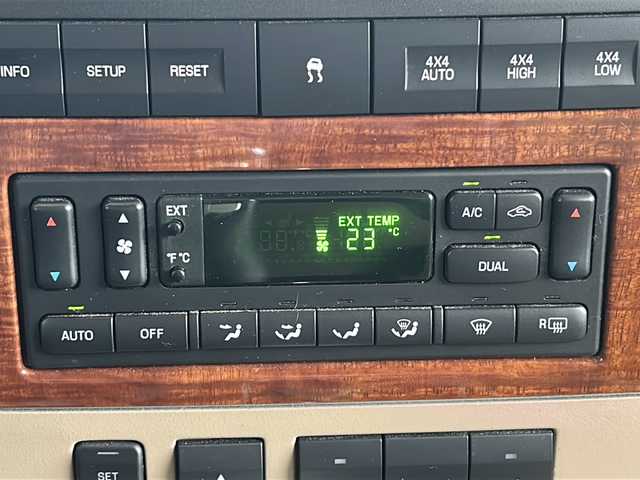 INFO SETUP RESET 4X4 AUTO 4X4 HIGH 4X4 LOW
EXT
EXT TEMP
23 °C
°F °C
A/C
DUAL
AUTO OFF R
SET